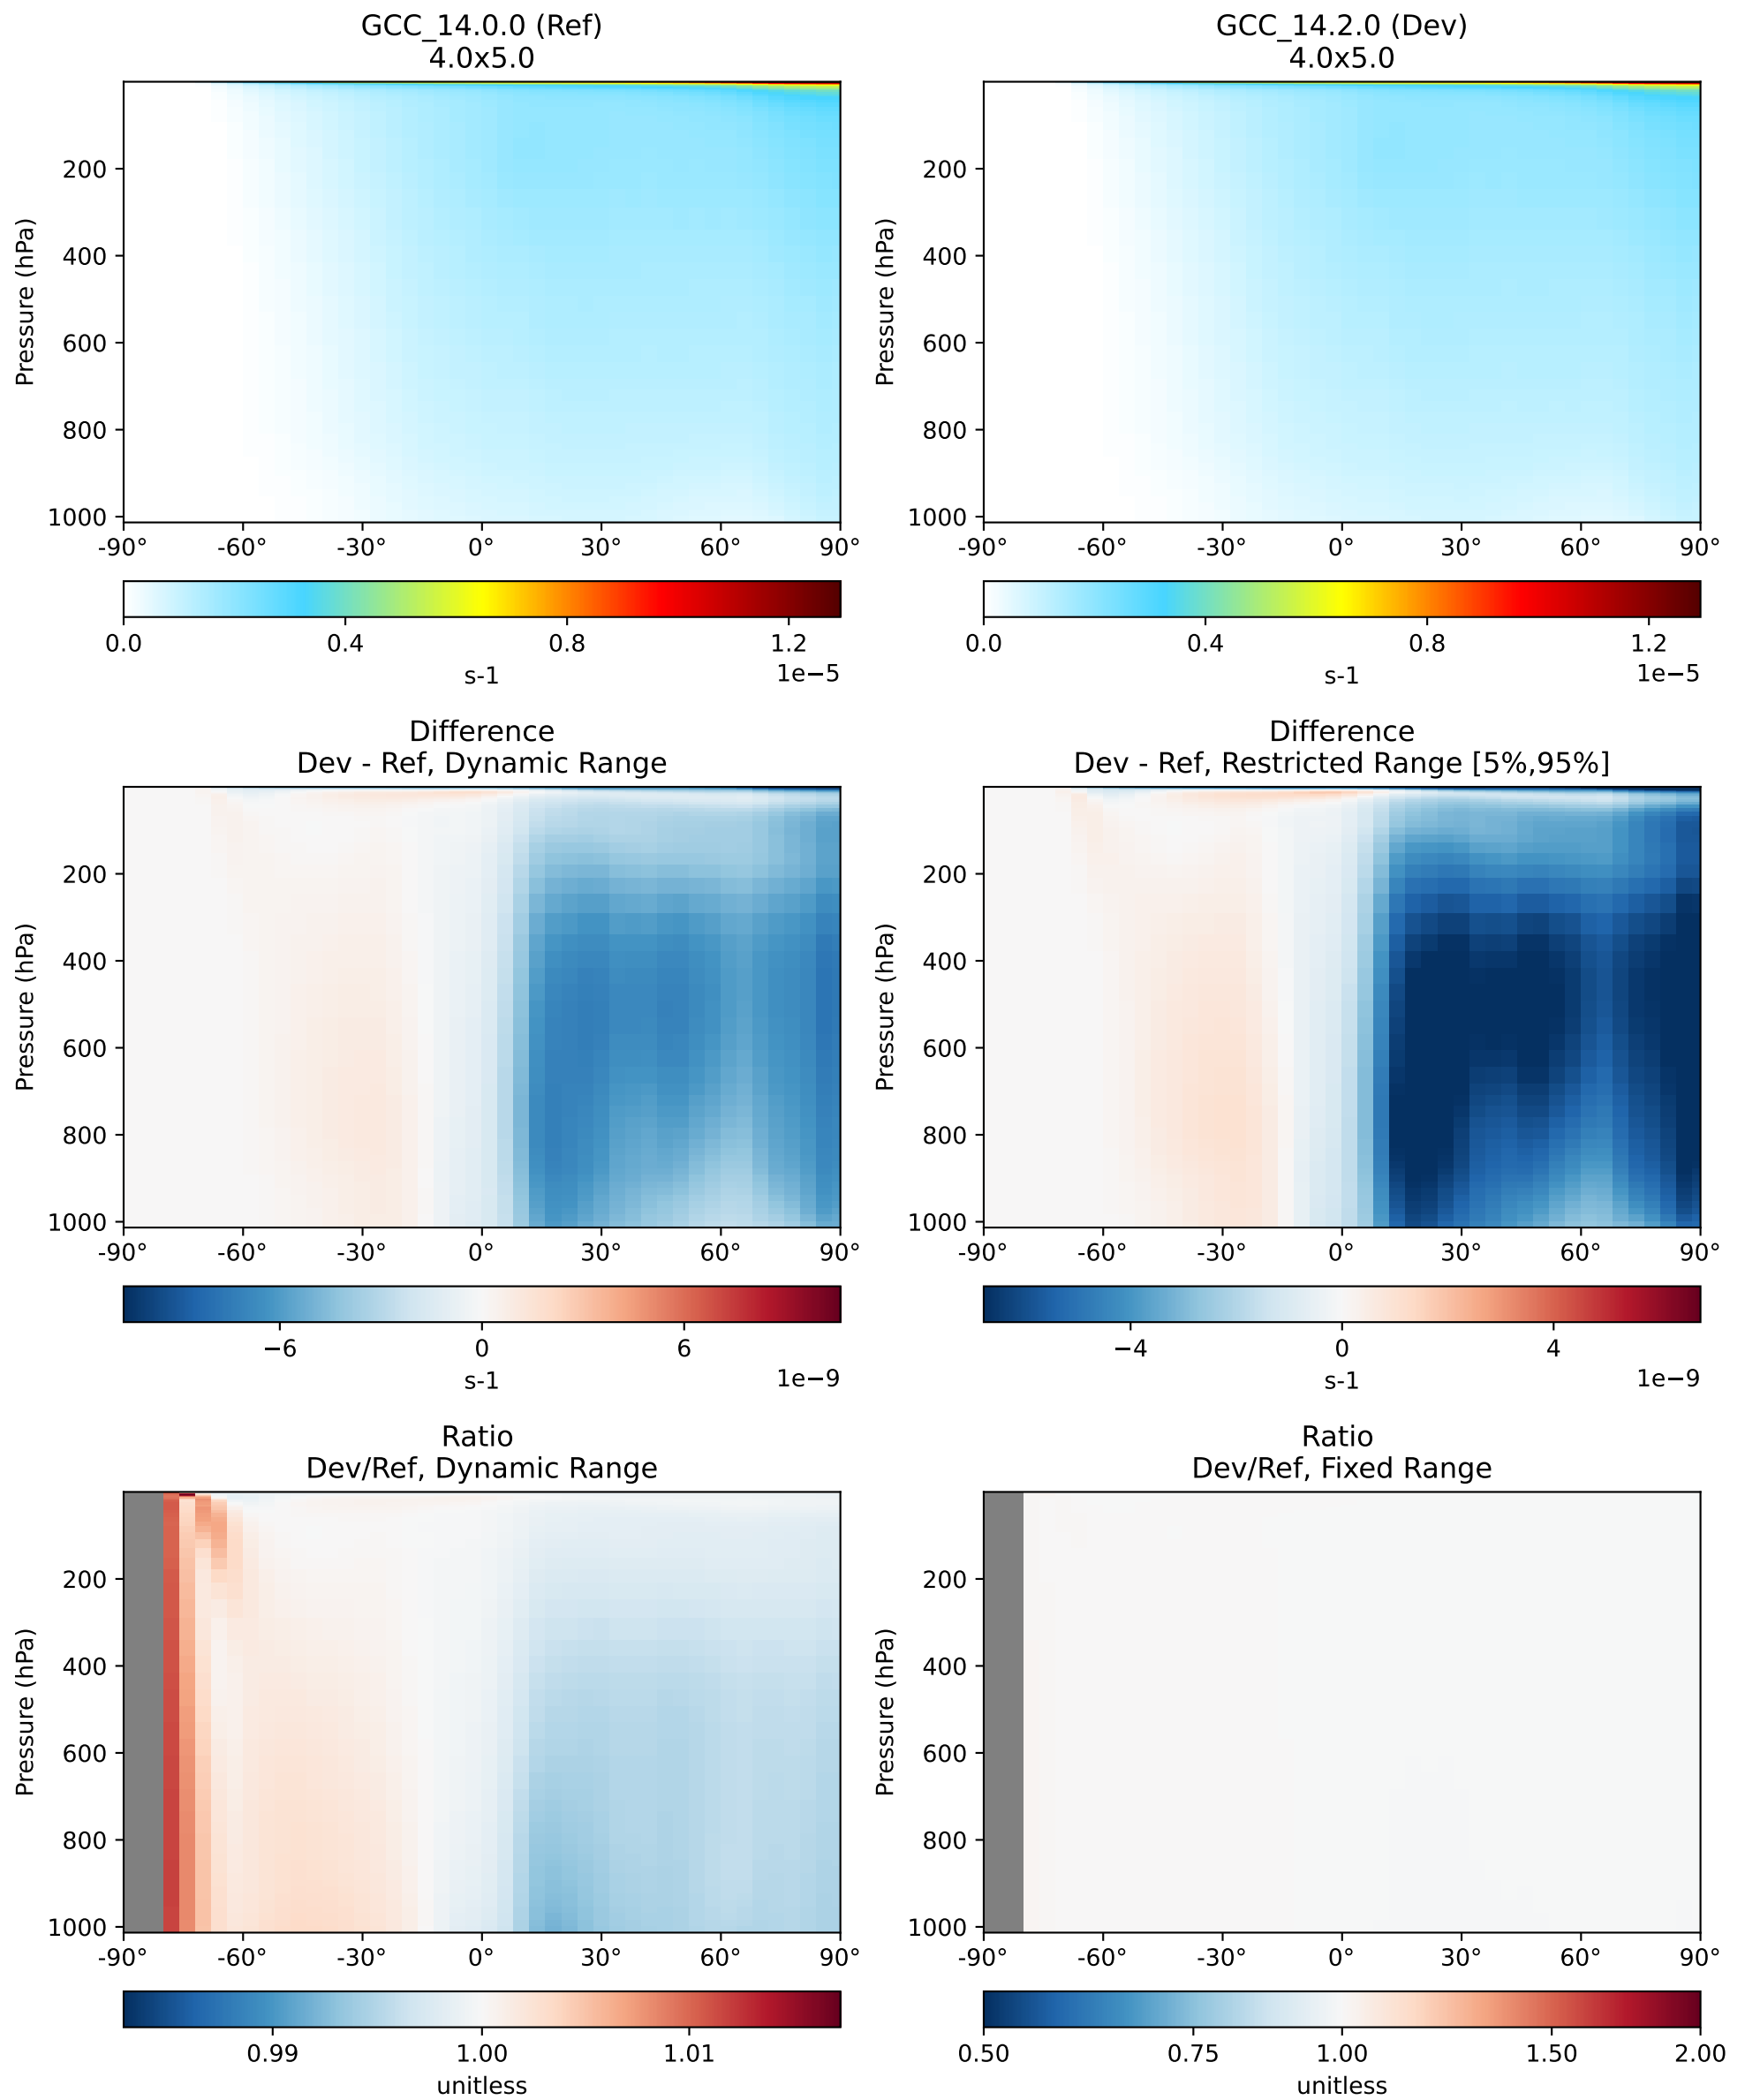 GCC_14.0.0 (Ref)
4.0x5.0
GCC_14.2.0 (Dev)
4.0x5.0
Pressure (hPa)
200
400
600
800
1000
-90° -60° -30° 0° 30° 60° 90°
0.0 0.4 0.8 1.2
s-1
1e−5
Pressure (hPa)
200
400
600
800
1000
-90° -60° -30° 0° 30° 60° 90°
0.0 0.4 0.8 1.2
s-1
1e−5
Difference
Dev - Ref, Dynamic Range
Difference
Dev - Ref, Restricted Range [5%,95%]
Pressure (hPa)
200
400
600
800
1000
-90° -60° -30° 0° 30° 60° 90°
−6 0 6
s-1
1e−9
Pressure (hPa)
200
400
600
800
1000
-90° -60° -30° 0° 30° 60° 90°
−4 0 4
s-1
1e−9
Ratio
Dev/Ref, Dynamic Range
Ratio
Dev/Ref, Fixed Range
Pressure (hPa)
200
400
600
800
1000
-90° -60° -30° 0° 30° 60° 90°
0.99 1.00 1.01
unitless
Pressure (hPa)
200
400
600
800
1000
-90° -60° -30° 0° 30° 60° 90°
0.50 0.75 1.00 1.50 2.00
unitless